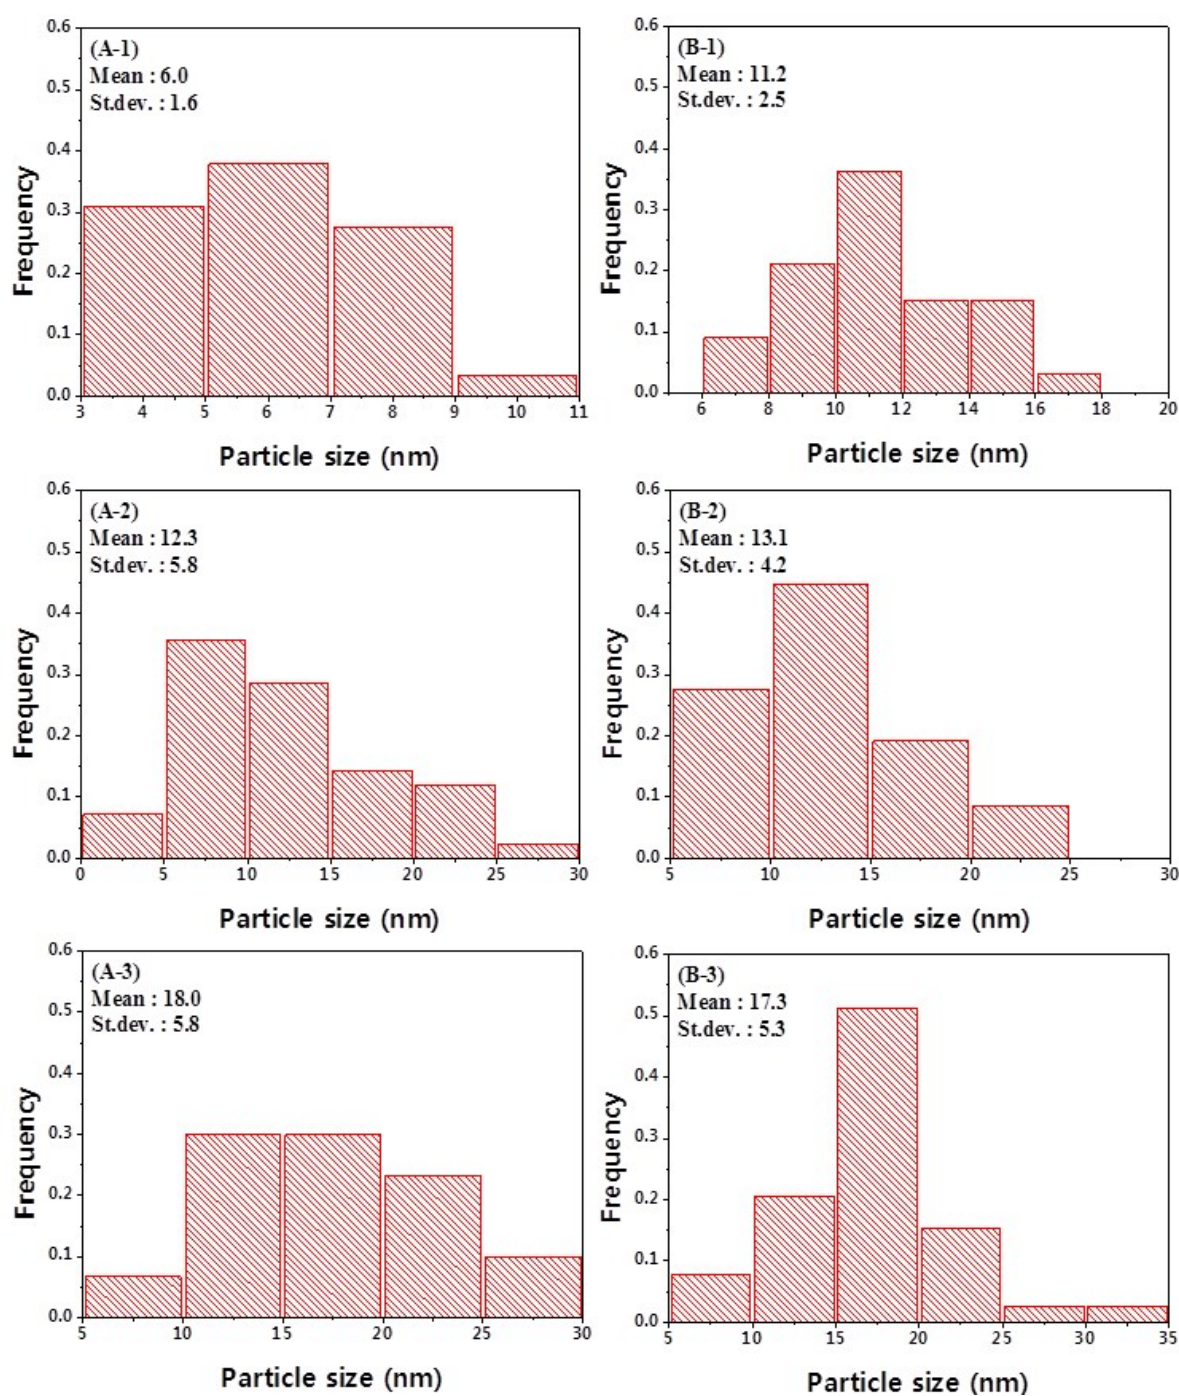 (A-1)
Mean : 6.0
St.dev. : 1.6
0.6
0.5
0.4
0.3
0.2
0.1
0.0
Frequency
3 4 5 6 7 8 9 10 11
Particle size (nm)
(B-1)
Mean : 11.2
St.dev. : 2.5
0.6
0.5
0.4
0.3
0.2
0.1
0.0
Frequency
6 8 10 12 14 16 18 20
Particle size (nm)
(A-2)
Mean : 12.3
St.dev. : 5.8
0.6
0.5
0.4
0.3
0.2
0.1
0.0
Frequency
0 5 10 15 20 25 30
Particle size (nm)
(B-2)
Mean : 13.1
St.dev. : 4.2
0.6
0.5
0.4
0.3
0.2
0.1
0.0
Frequency
5 10 15 20 25 30
Particle size (nm)
(A-3)
Mean : 18.0
St.dev. : 5.8
0.6
0.5
0.4
0.3
0.2
0.1
0.0
Frequency
5 10 15 20 25 30
Particle size (nm)
(B-3)
Mean : 17.3
St.dev. : 5.3
0.6
0.5
0.4
0.3
0.2
0.1
0.0
Frequency
5 10 15 20 25 30 35
Particle size (nm)